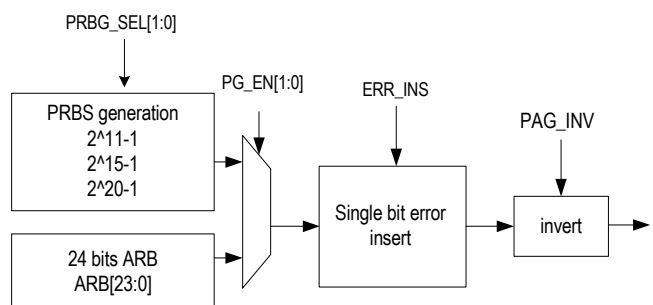 PRBG_SEL[1:0]
PG_EN[1:0]
ERR_INS
PAG_INV
PRBS generation
2^11-1
2^15-1
2^20-1
Single bit error
insert
invert
24 bits ARB
ARB[23:0]